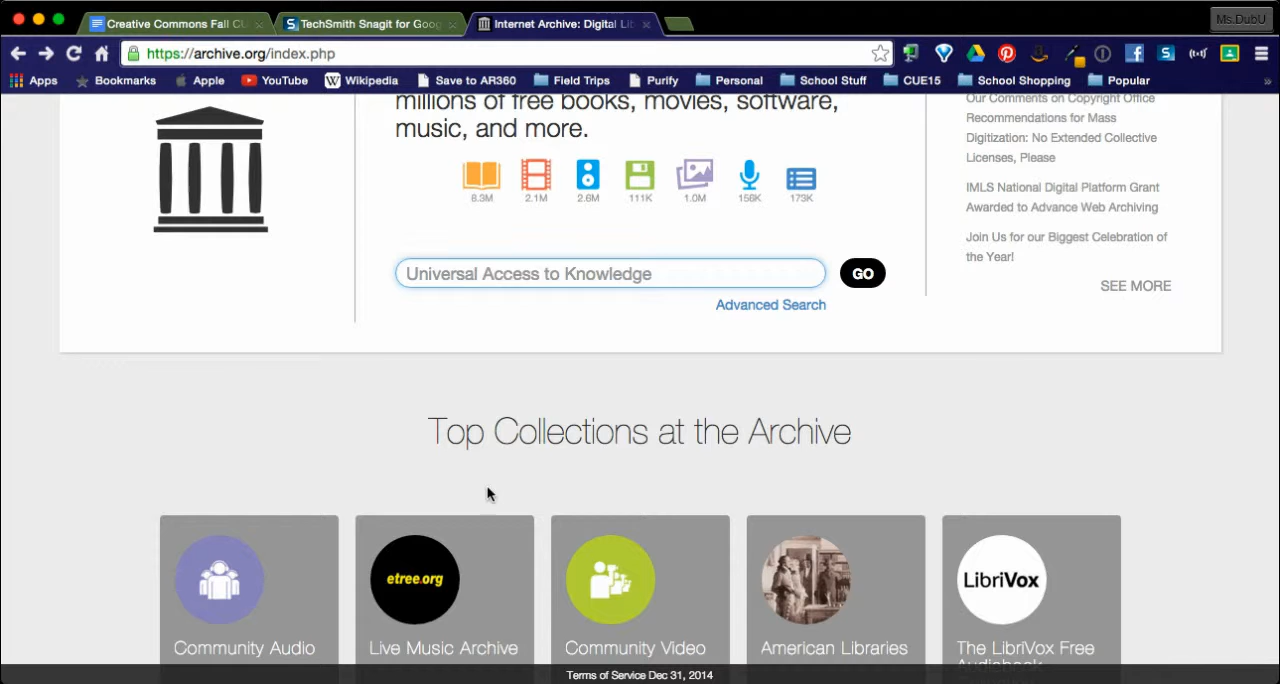 Creative Commons Fall CU
TechSmith Snagit for Goog
Internet Archive: Digital Lib
Ms.DubU
https://archive.org/index.php
Apps
Bookmarks
Apple
YouTube
Wikipedia
Save to AR360
Field Trips
Purify
Personal
School Stuff
CUE15
School Shopping
Popular
»
millions of free books, movies, software,
music, and more.
8.3M
2.1M
2.6M
111K
1.0M
156K
173K
Universal Access to Knowledge
GO
Advanced Search
Our Comments on Copyright Office
Recommendations for Mass
Digitization: No Extended Collective
Licenses, Please
IMLS National Digital Platform Grant
Awarded to Advance Web Archiving
Join Us for our Biggest Celebration of
the Year!
SEE MORE
Top Collections at the Archive
Community Audio
etree.org
Live Music Archive
Community Video
American Libraries
LibriVox
The LibriVox Free
Audiobook
Terms of Service Dec 31, 2014